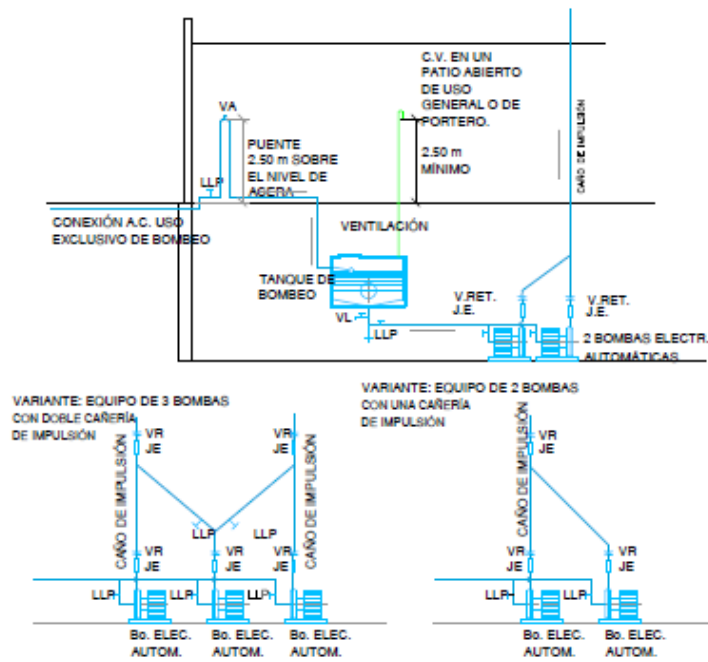 C.V. EN UN
PATIO ABIERTO
DE USO
GENERAL O DE
PORTERO.
VA
PUENTE
2.50 m SOBRE
EL NIVEL DE
ACERA
2.50 m
MÍNIMO
CAÑO DE IMPULSIÓN
LLP
CONEXIÓN A.C. USO
EXCLUSIVO DE BOMBEO
VENTILACIÓN
TANQUE DE
BOMBEO
V.RET.
J.E.
V.RET.
J.E.
VL
LLP
2 BOMBAS ELECTR.
AUTOMÁTICAS
VARIANTE: EQUIPO DE 3 BOMBAS
CON DOBLE CAÑERÍA
DE IMPULSIÓN
CAÑO DE IMPULSIÓN
VR
JE
VR
JE
CAÑO DE IMPULSIÓN
LLP
LLP
VR
JE
VR
JE
VR
JE
LLP
LLP
LLP
Bo. ELEC.
AUTOM.
Bo. ELEC.
AUTOM.
Bo. ELEC.
AUTOM.
VARIANTE: EQUIPO DE 2 BOMBAS
CON UNA CAÑERÍA
DE IMPULSIÓN
CAÑO DE IMPULSIÓN
VR
JE
VR
JE
VR
JE
LLP
LLP
Bo. ELEC.
AUTOM.
Bo. ELEC.
AUTOM.